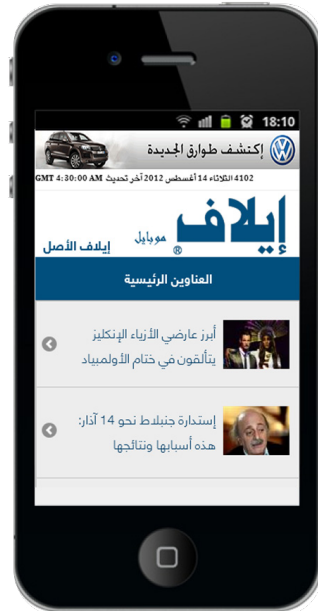 18:10
إكتشف طوارق الجديدة
4102 الثلاثاء 14 أغسطس 2012 آخر تحديث GMT 4:30:00 AM
إيلاف®
موبايل
إيلاف الأصل
العناوين الرئيسية
أبرز عارضي الأزياء الإنكليز
يتألقون في ختام الأولمبياد
إستدارة جنبلاط نحو 14 آذار:
هذه أسبابها ونتائجها